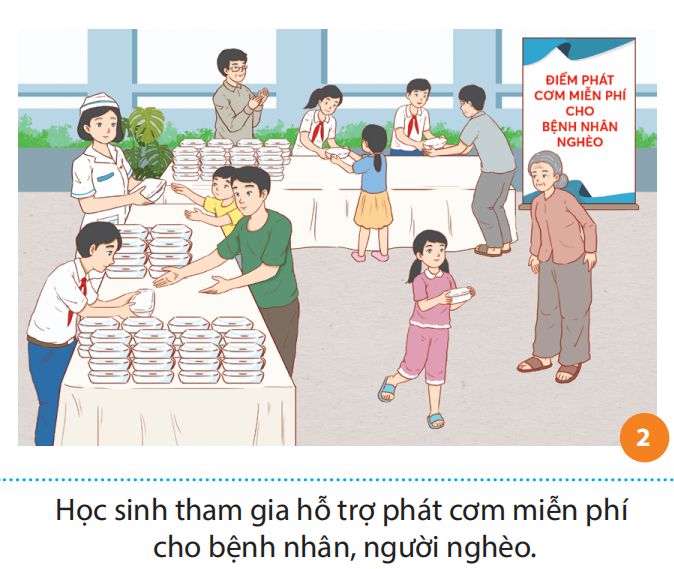 ĐIỂM PHÁT
CƠM MIỄN PHÍ
CHO
BỆNH NHÂN
NGHÈO
2
Học sinh tham gia hỗ trợ phát cơm miễn phí
cho bệnh nhân, người nghèo.